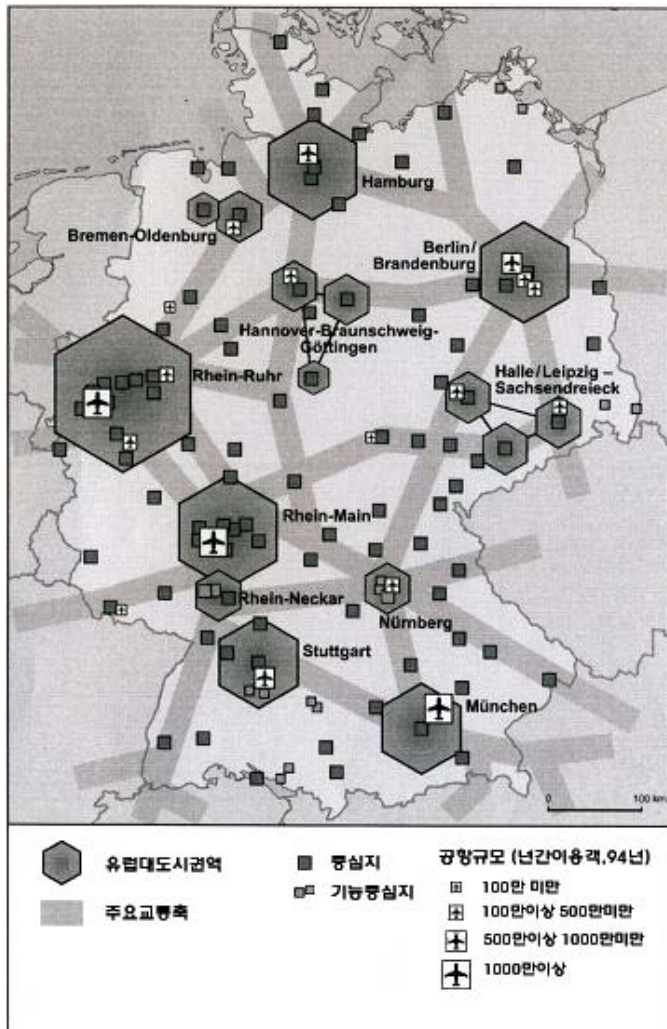 Hamburg
Bremen-Oldenburg
Berlin/
Brandenburg
Hannover-Braunschweig-
Göttingen
Rhein-Ruhr
Halle/Leipzig –
Sachsendreieck
Rhein-Main
Rhein-Neckar
Nürnberg
Stuttgart
München
0 100 km
유럽대도시권역
주요교통축
중심지
기능중심지
공항규모 (년간이용객,94년)
100만 미만
100만이상 500만미만
500만이상 1000만미만
1000만이상